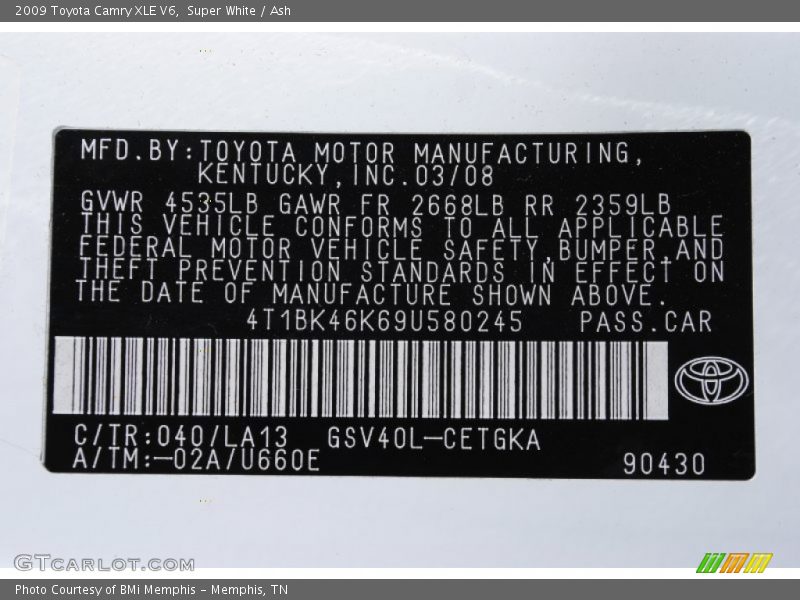 2009 Toyota Camry XLE V6, Super White / Ash
MFD.BY:TOYOTA MOTOR MANUFACTURING,
KENTUCKY,INC.03/08
GVWR 4535LB GAWR FR 2668LB RR 2359LB
THIS VEHICLE CONFORMS TO ALL APPLICABLE
FEDERAL MOTOR VEHICLE SAFETY,BUMPER,AND
THEFT PREVENTION STANDARDS IN EFFECT ON
THE DATE OF MANUFACTURE SHOWN ABOVE.
4T1BK46K69U580245 PASS.CAR
C/TR:040/LA13 GSV40L-CETGKA
A/TM:-02A/U660E
90430
GTCARLOT.COM
Photo Courtesy of BMi Memphis - Memphis, TN